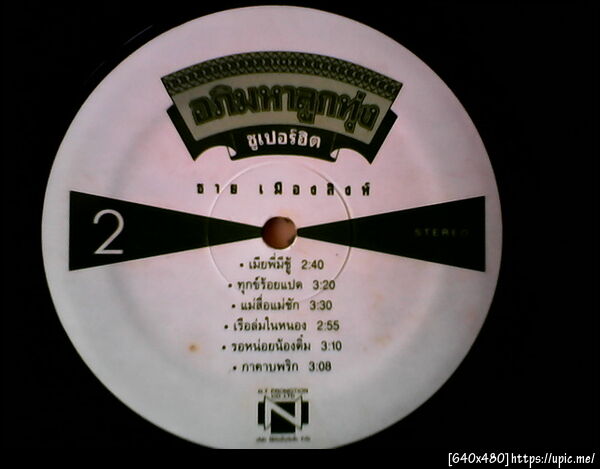 อภิมหาลูกทุ่ง
ซูเปอร์ฮิต
ชาย เมืองสิงห์
2
STEREO
• เมียพี่มีชู้ 2:40
• ทุกข์ร้อยแปด 3:20
• แม่สื่อแม่ชัก 3:30
• เรือล่มในหนอง 2:55
• รอหน่อยน้องติ๋ม 3:10
• กาคาบพริก 3:08
N.T. PROMOTION
CO LTD
N
[640x480]https://upic.me/